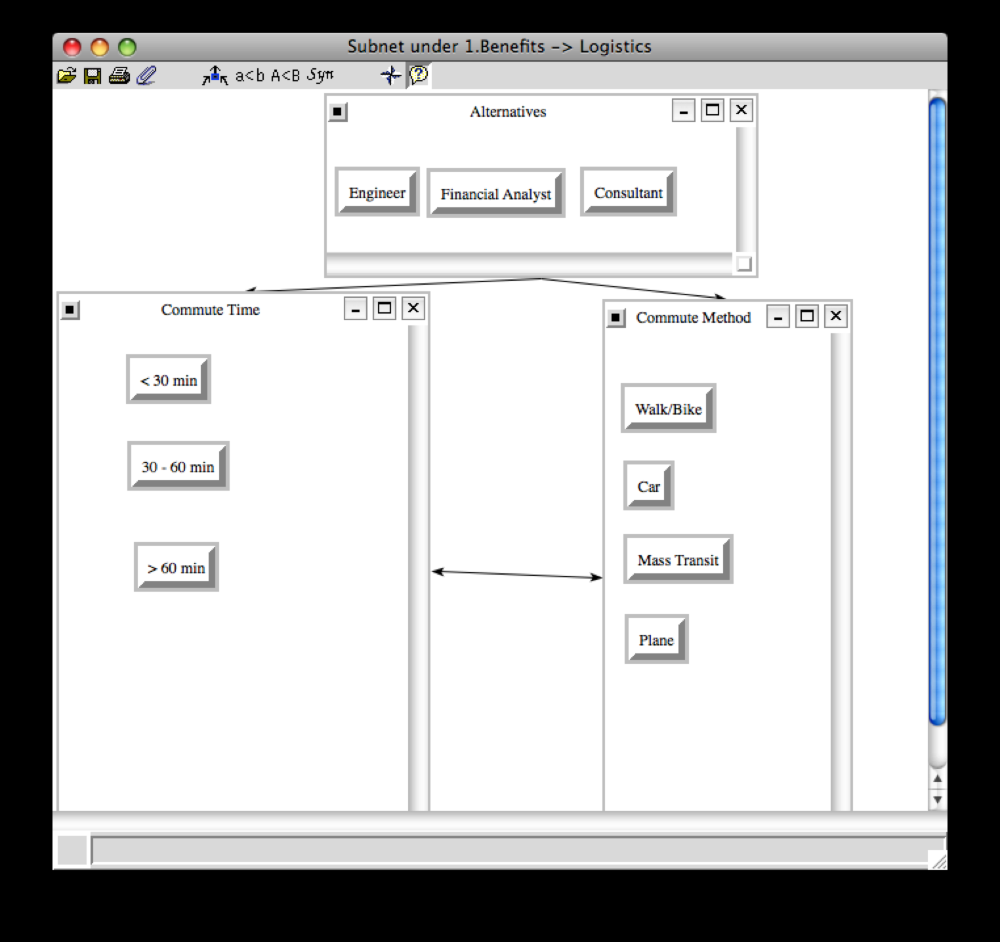 Subnet under 1.Benefits -> Logistics
a<b A<B Syn
Alternatives
Engineer
Financial Analyst
Consultant
Commute Time
< 30 min
30 - 60 min
> 60 min
Commute Method
Walk/Bike
Car
Mass Transit
Plane